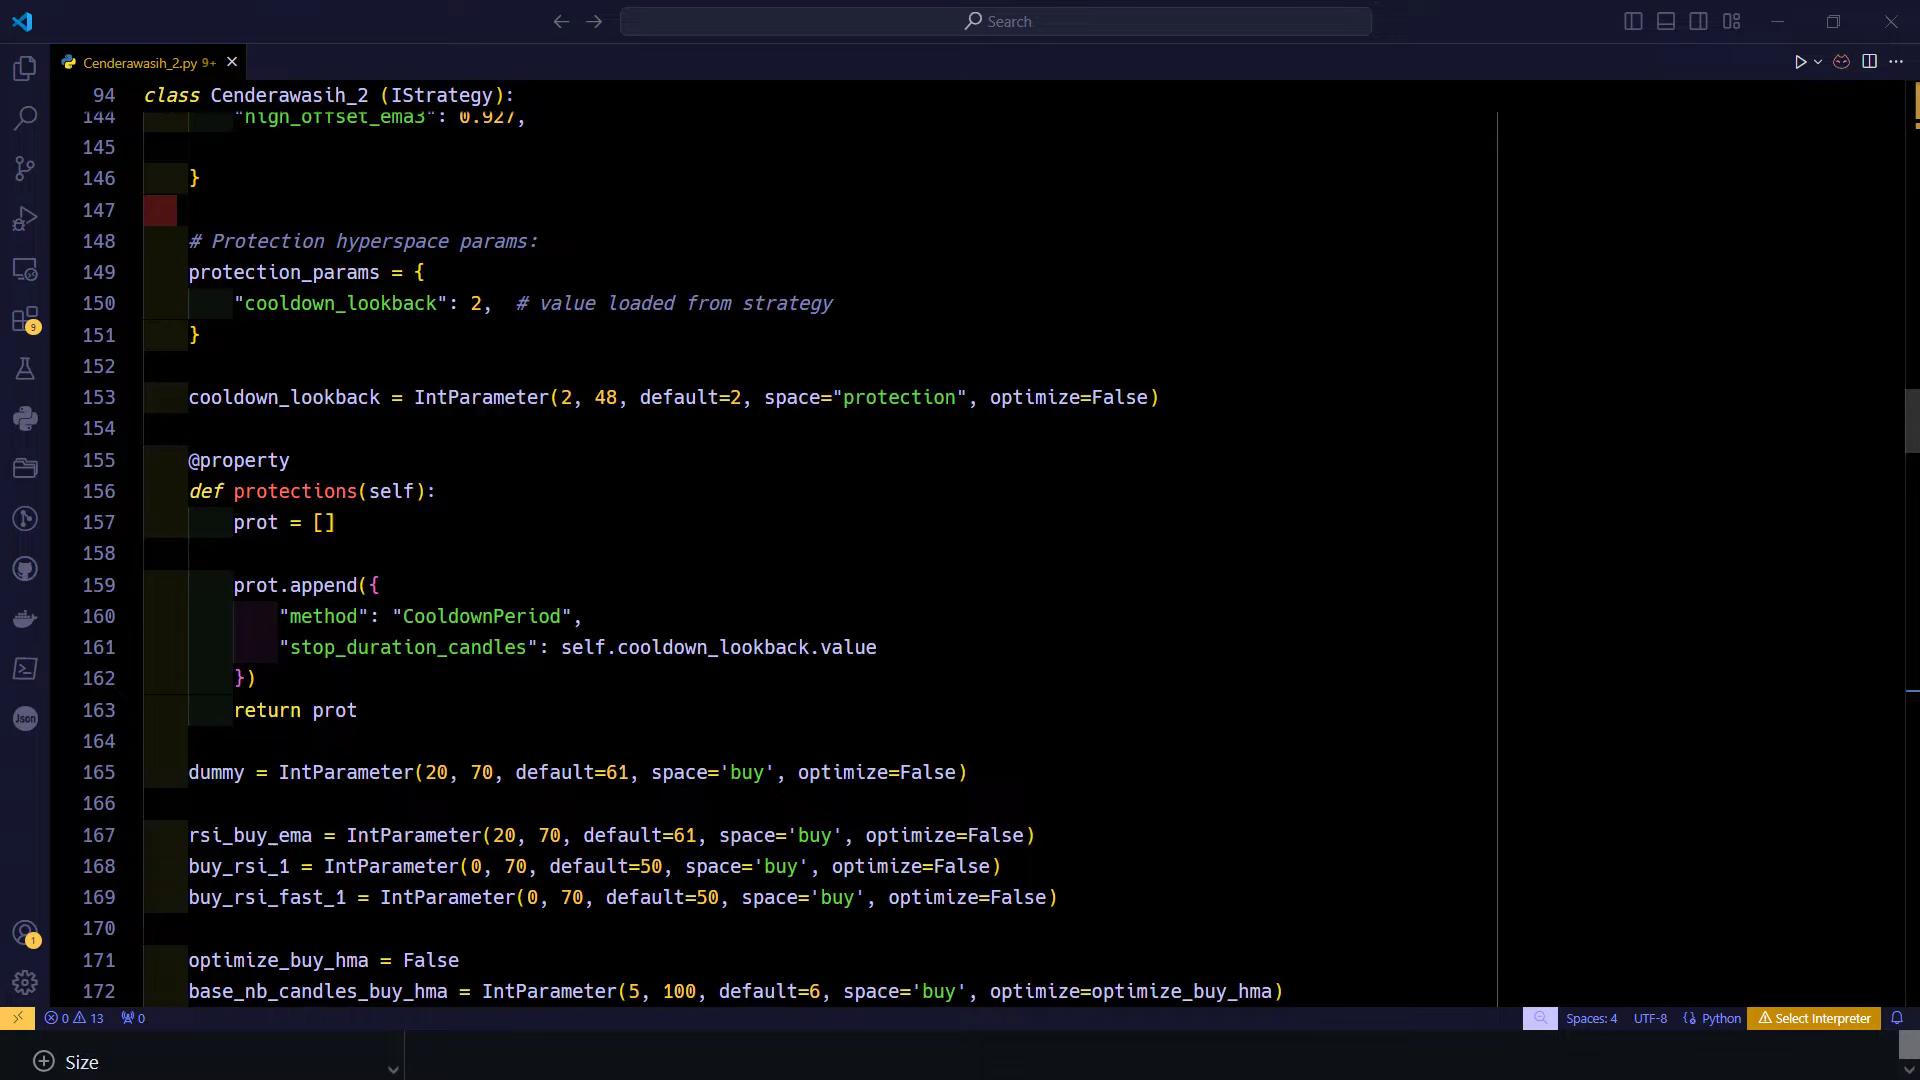 Search
Cenderawasih_2.py 9+
94 class Cenderawasih_2 (IStrategy):
144 "high_offset_ema3": 0.927,
145
146 }
147
148 # Protection hyperspace params:
149 protection_params = {
150 "cooldown_lookback": 2,  # value loaded from strategy
151 }
152
153 cooldown_lookback = IntParameter(2, 48, default=2, space="protection", optimize=False)
154
155 @property
156 def protections(self):
157 prot = []
158
159 prot.append({
160 "method": "CooldownPeriod",
161 "stop_duration_candles": self.cooldown_lookback.value
162 })
163 return prot
164
165 dummy = IntParameter(20, 70, default=61, space='buy', optimize=False)
166
167 rsi_buy_ema = IntParameter(20, 70, default=61, space='buy', optimize=False)
168 buy_rsi_1 = IntParameter(0, 70, default=50, space='buy', optimize=False)
169 buy_rsi_fast_1 = IntParameter(0, 70, default=50, space='buy', optimize=False)
170
171 optimize_buy_hma = False
172 base_nb_candles_buy_hma = IntParameter(5, 100, default=6, space='buy', optimize=optimize_buy_hma)
9
Json
1
0 13 0 Spaces: 4 UTF-8 Python Select Interpreter
Size